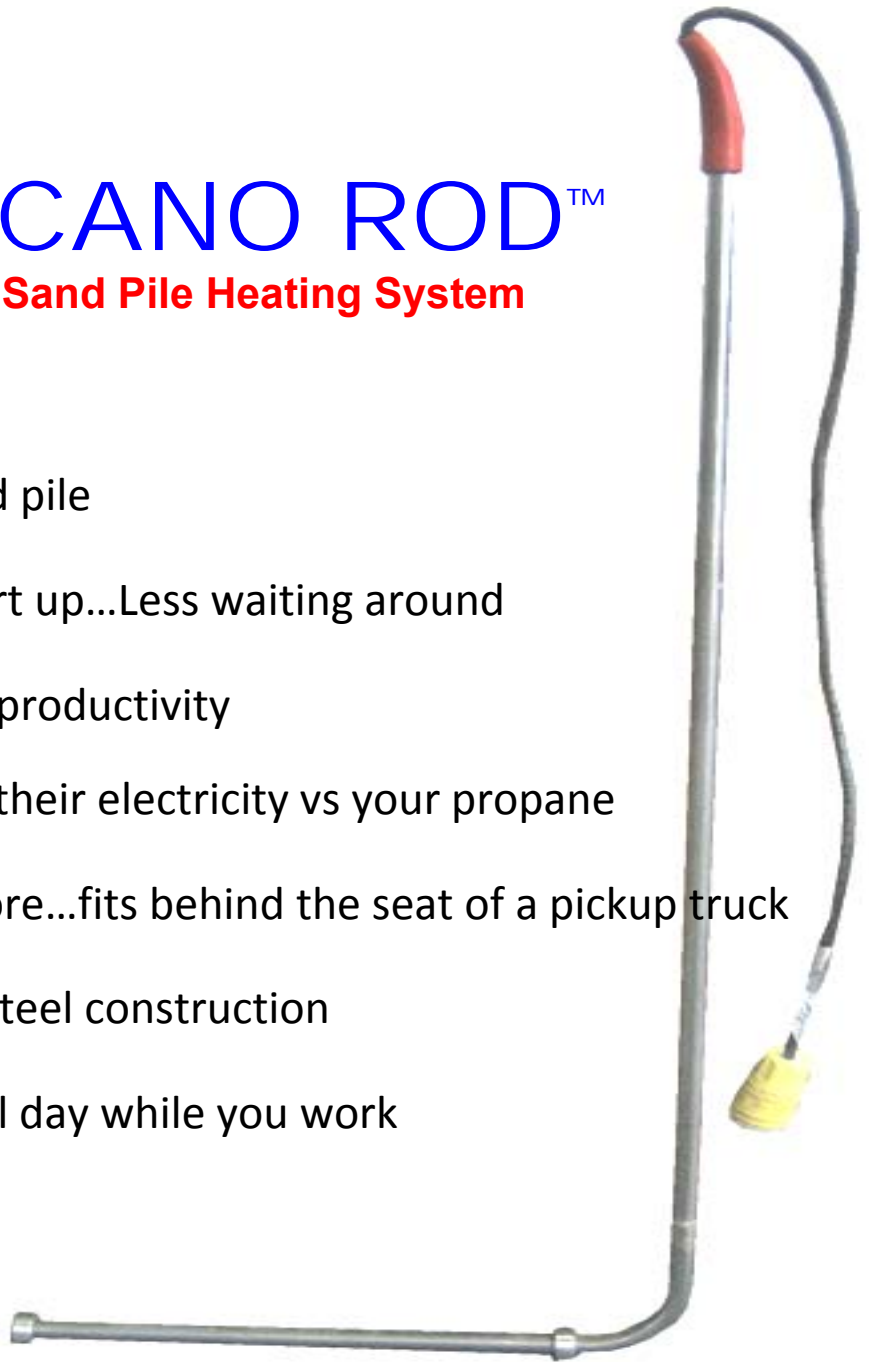 CANO ROD™
Sand Pile Heating System
d pile
rt up…Less waiting around
productivity
their electricity vs your propane
ore…fits behind the seat of a pickup truck
teel construction
l day while you work